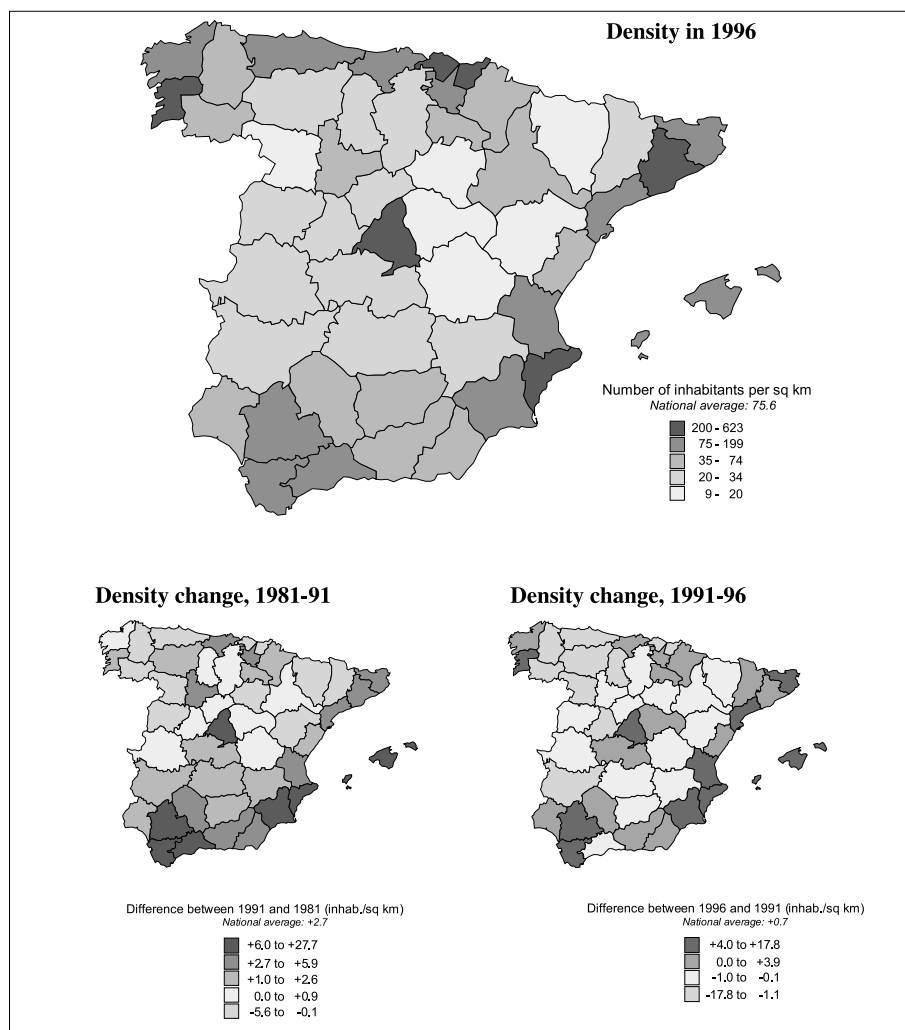 Density in 1996
Number of inhabitants per sq km
National average: 75.6
200 - 623
75 - 199
35 - 74
20 - 34
9 - 20
Density change, 1981-91
Density change, 1991-96
Difference between 1991 and 1981 (inhab./sq km)
National average: +2.7
+6.0 to +27.7
+2.7 to +5.9
+1.0 to +2.6
0.0 to +0.9
-5.6 to -0.1
Difference between 1996 and 1991 (inhab./sq km)
National average: +0.7
+4.0 to +17.8
0.0 to +3.9
-1.0 to -0.1
-17.8 to -1.1